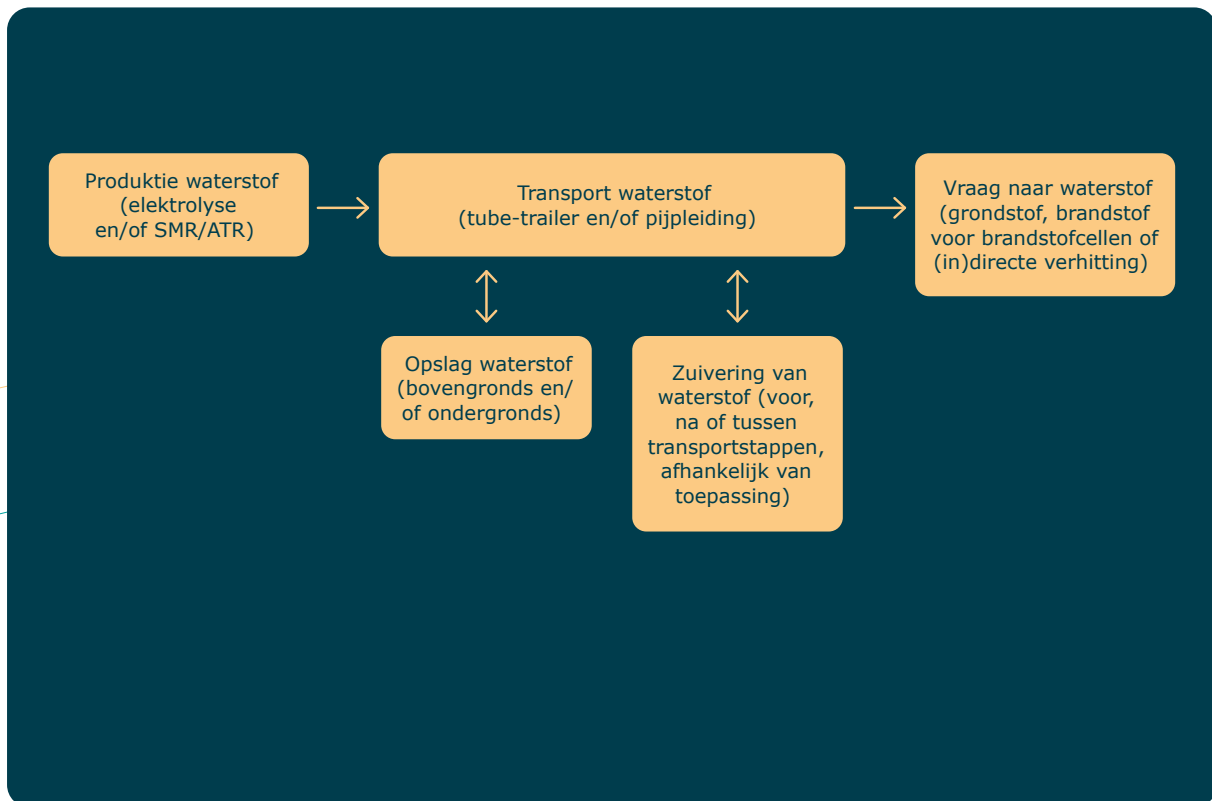 Produktie waterstof
(elektrolyse
en/of SMR/ATR)
Transport waterstof
(tube-trailer en/of pijpleiding)
Vraag naar waterstof
(grondstof, brandstof
voor brandstofcellen of
(in)directe verhitting)
Opslag waterstof
(bovengronds en/
of ondergronds)
Zuivering van
waterstof (voor,
na of tussen
transportstappen,
afhankelijk van
toepassing)